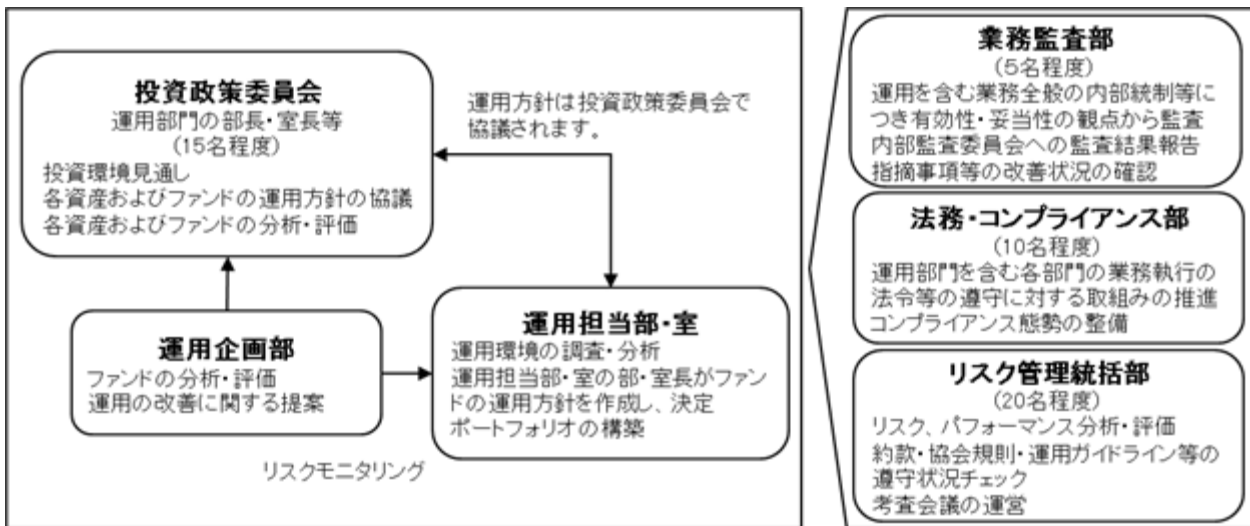 投資政策委員会
運用部門の部長・室長等
(15名程度)
投資環境見通し
各資産およびファンドの運用方針の協議
各資産およびファンドの分析・評価
運用方針は投資政策委員会で
協議されます。
運用企画部
ファンドの分析・評価
運用の改善に関する提案
運用担当部・室
運用環境の調査・分析
運用担当部・室の部・室長がファン
ドの運用方針を作成し、決定
ポートフォリオの構築
リスクモニタリング
業務監査部
(5名程度)
運用を含む業務全般の内部統制等に
つき有効性・妥当性の観点から監査
内部監査委員会への監査結果報告
指摘事項等の改善状況の確認
法務・コンプライアンス部
(10名程度)
運用部門を含む各部門の業務執行の
法令等の遵守に対する取組みの推進
コンプライアンス態勢の整備
リスク管理統括部
(20名程度)
リスク、パフォーマンス分析・評価
約款・協会規則・運用ガイドライン等の
遵守状況チェック
考査会議の運営